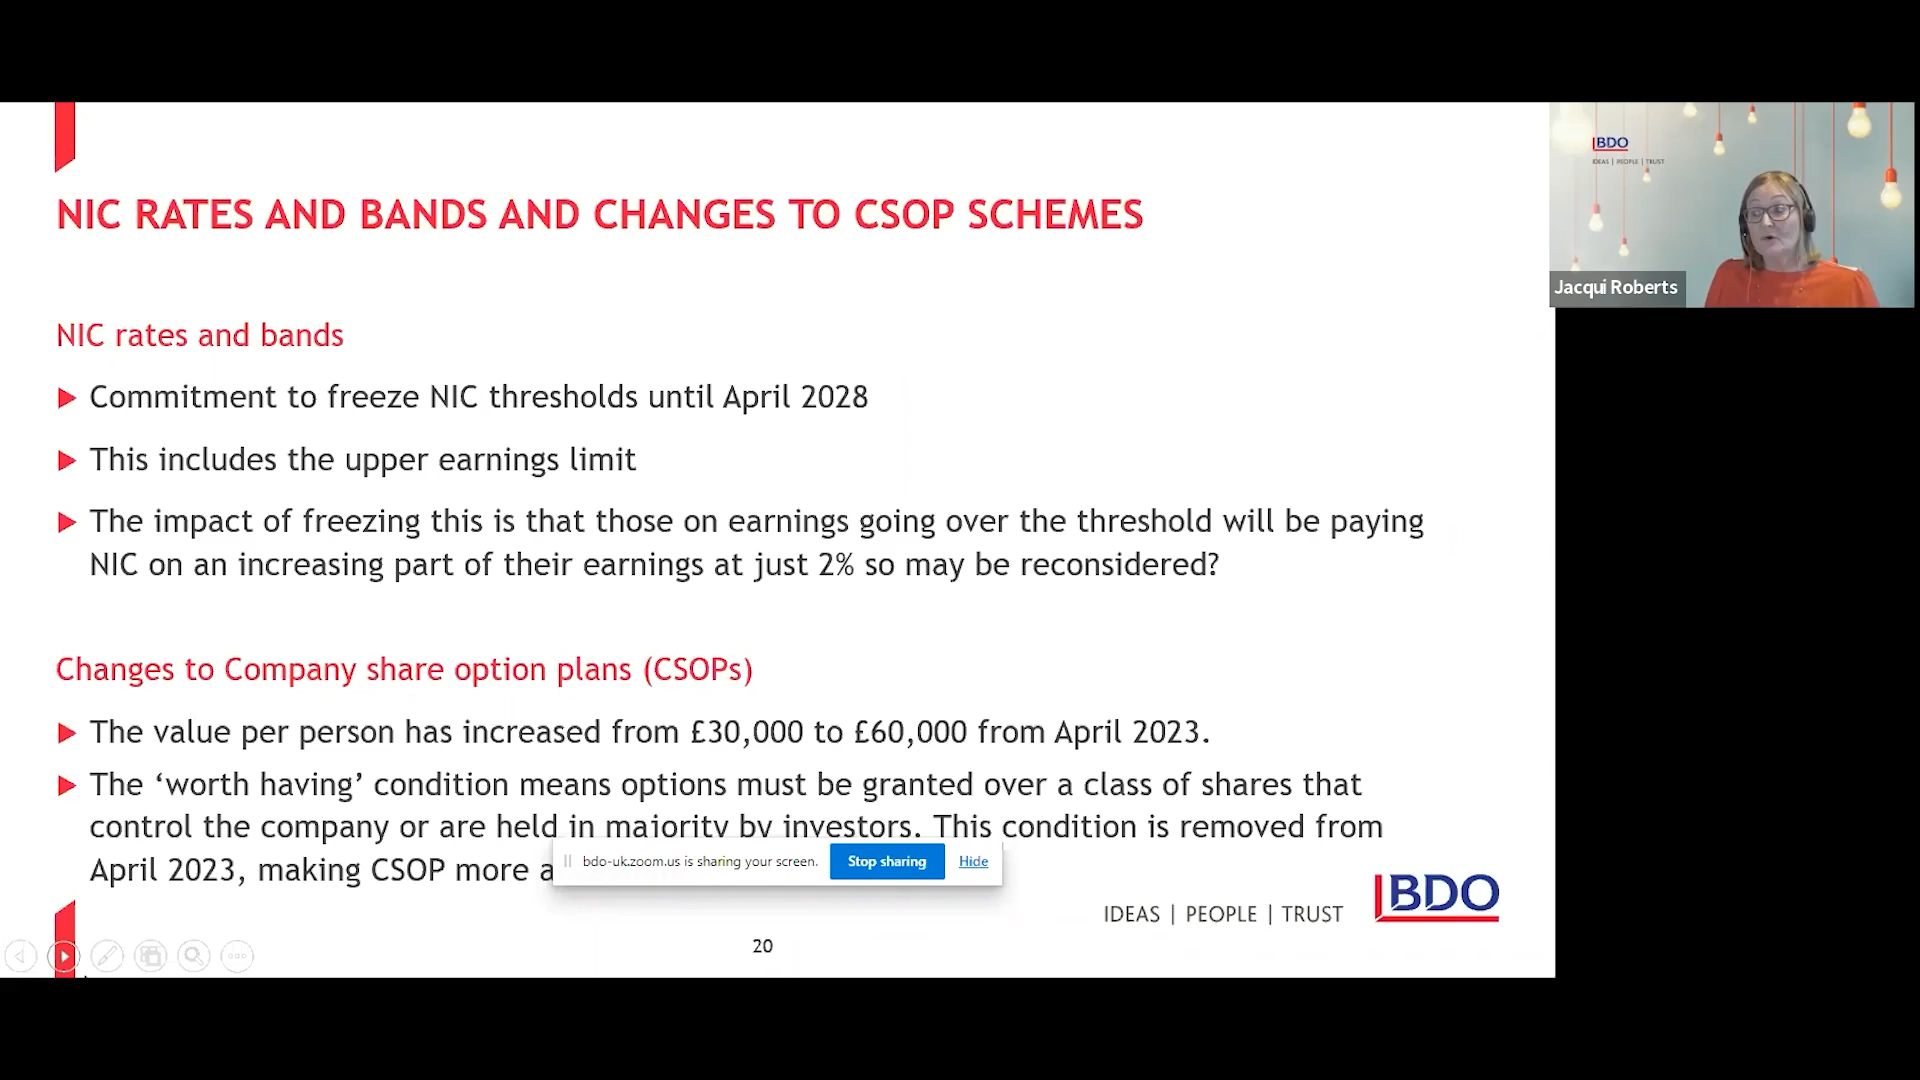 NIC RATES AND BANDS AND CHANGES TO CSOP SCHEMES
NIC rates and bands
Commitment to freeze NIC thresholds until April 2028
This includes the upper earnings limit
The impact of freezing this is that those on earnings going over the threshold will be paying
NIC on an increasing part of their earnings at just 2% so may be reconsidered?
Changes to Company share option plans (CSOPs)
The value per person has increased from £30,000 to £60,000 from April 2023.
The ‘worth having’ condition means options must be granted over a class of shares that
control the company or are held in majority by investors. This condition is removed from
April 2023, making CSOP more a
bdo-uk.zoom.us is sharing your screen.
Stop sharing
Hide
IDEAS | PEOPLE | TRUST
BDO
20
BDO
IDEAS | PEOPLE | TRUST
Jacqui Roberts